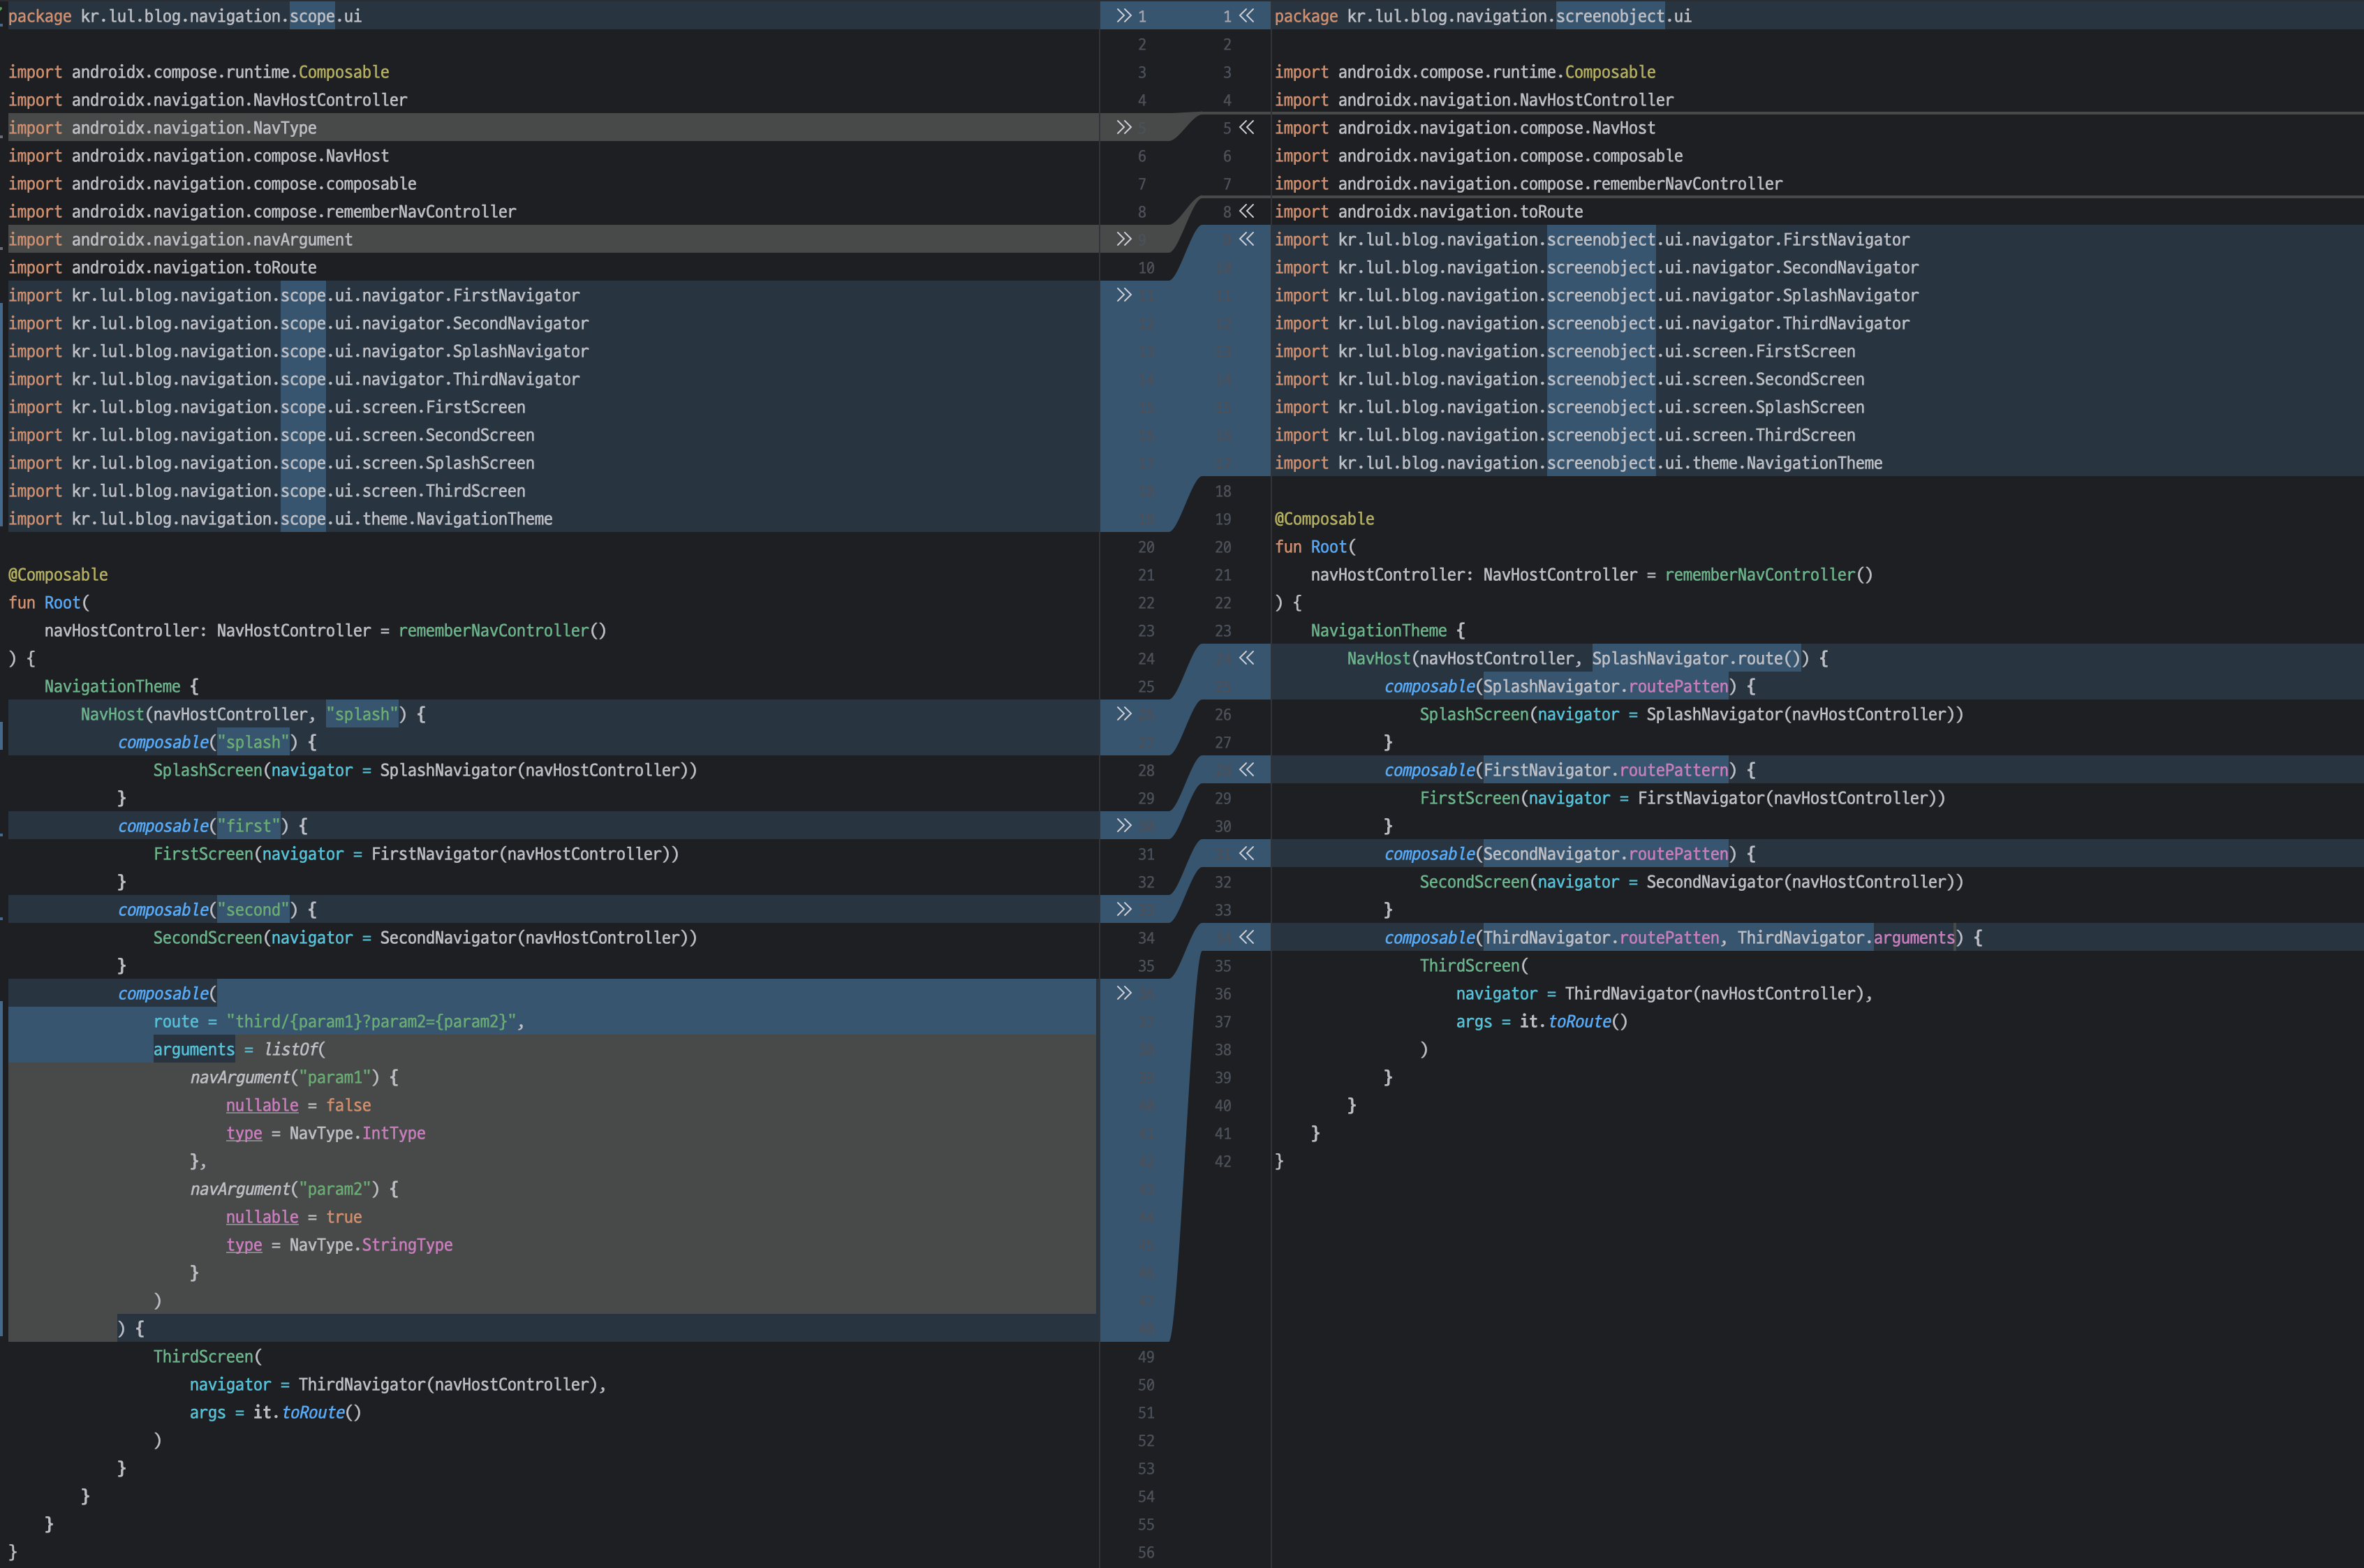 package kr.lul.blog.navigation.scope.ui

import androidx.compose.runtime.Composable
import androidx.navigation.NavHostController
import androidx.navigation.NavType
import androidx.navigation.compose.NavHost
import androidx.navigation.compose.composable
import androidx.navigation.compose.rememberNavController
import androidx.navigation.navArgument
import androidx.navigation.toRoute
import kr.lul.blog.navigation.scope.ui.navigator.FirstNavigator
import kr.lul.blog.navigation.scope.ui.navigator.SecondNavigator
import kr.lul.blog.navigation.scope.ui.navigator.SplashNavigator
import kr.lul.blog.navigation.scope.ui.navigator.ThirdNavigator
import kr.lul.blog.navigation.scope.ui.screen.FirstScreen
import kr.lul.blog.navigation.scope.ui.screen.SecondScreen
import kr.lul.blog.navigation.scope.ui.screen.SplashScreen
import kr.lul.blog.navigation.scope.ui.screen.ThirdScreen
import kr.lul.blog.navigation.scope.ui.theme.NavigationTheme

@Composable
fun Root(
    navHostController: NavHostController = rememberNavController()
) {
    NavigationTheme {
        NavHost(navHostController, "splash") {
            composable("splash") {
                SplashScreen(navigator = SplashNavigator(navHostController))
            }
            composable("first") {
                FirstScreen(navigator = FirstNavigator(navHostController))
            }
            composable("second") {
                SecondScreen(navigator = SecondNavigator(navHostController))
            }
            composable(
                route = "third/{param1}?param2={param2}",
                arguments = listOf(
                    navArgument("param1") {
                        nullable = false
                        type = NavType.IntType
                    },
                    navArgument("param2") {
                        nullable = true
                        type = NavType.StringType
                    }
                )
            ) {
                ThirdScreen(
                    navigator = ThirdNavigator(navHostController),
                    args = it.toRoute()
                )
            }
        }
    }
}
1 1
2 2
3 3
4 4
5
6 6
7 7
8 8
10
18
19
20 20
21 21
22 22
23 23
24
25
26
27
28
29 29
30
31
32 32
33
34
35 35
36
37
38
39
40
41
42
49
50
51
52
53
54
55
56
package kr.lul.blog.navigation.screenobject.ui

import androidx.compose.runtime.Composable
import androidx.navigation.NavHostController
import androidx.navigation.compose.NavHost
import androidx.navigation.compose.composable
import androidx.navigation.compose.rememberNavController
import androidx.navigation.toRoute
import kr.lul.blog.navigation.screenobject.ui.navigator.FirstNavigator
import kr.lul.blog.navigation.screenobject.ui.navigator.SecondNavigator
import kr.lul.blog.navigation.screenobject.ui.navigator.SplashNavigator
import kr.lul.blog.navigation.screenobject.ui.navigator.ThirdNavigator
import kr.lul.blog.navigation.screenobject.ui.screen.FirstScreen
import kr.lul.blog.navigation.screenobject.ui.screen.SecondScreen
import kr.lul.blog.navigation.screenobject.ui.screen.SplashScreen
import kr.lul.blog.navigation.screenobject.ui.screen.ThirdScreen
import kr.lul.blog.navigation.screenobject.ui.theme.NavigationTheme

@Composable
fun Root(
    navHostController: NavHostController = rememberNavController()
) {
    NavigationTheme {
        NavHost(navHostController, SplashNavigator.route()) {
            composable(SplashNavigator.routePatten) {
                SplashScreen(navigator = SplashNavigator(navHostController))
            }
            composable(FirstNavigator.routePattern) {
                FirstScreen(navigator = FirstNavigator(navHostController))
            }
            composable(SecondNavigator.routePatten) {
                SecondScreen(navigator = SecondNavigator(navHostController))
            }
            composable(ThirdNavigator.routePatten, ThirdNavigator.arguments) {
                ThirdScreen(
                    navigator = ThirdNavigator(navHostController),
                    args = it.toRoute()
                )
            }
        }
    }
}